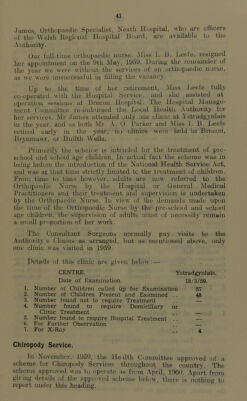 41
James, Orthopaedic Specialist, Neath Hospital, who are officers
of the Welsh Regional Hospital Board, are available to the
Authority.
Our full-time orthopaedic nurse, Miss I. B. Leefe, resigned
her appointment on the 9th May, 1959. During the remainder of
the year we were without the services of an orthopaedic nurse,
as we were unsuccessful in filling the vacancy.
Up to the time of her retirement, Miss Leefe fully
co-operated with the Hospital Service and she assisted at
operation sessions at Brecon Hospital. The Hospital Manage-
ment Committee re-imbursed the Local Health Authority for
her services. Mr James attended only one clinic at Ystradgynlais
in the year, and as both Mr. A. O. Parker and Miss I. B. Leefe
retired early in the year, no clinics were held in Brecon,
Brynmawr, or Builth Wells.
Primarily the scheme is intended for the treatment of pre-
school and school age children. In actual fact the scheme was in
being before the introduction of the National Health Service Act,
and was at that time strictly limited to the treatment of children.
From time to time however, adults are now referred to the
Orthopaedic Nurse by the Hospital or General Medical
Practitioners and their treatment and supervision is undertaken
by the Orthopaedic Nurse. In view of the demands made upon
the time of the Orthopaedic Nurse by the pre-school and school
age children, the supervision of adults must of necessity remain
a small proportion of her work.
The Consultant Surgeons normally pay visits to the
Authority's Clinics as arranged, but as mentioned above, only
one clinic was visited in 1959.
Details of this clinic are given below :—
CENTRE Ystradgynlais.
Date of Examination. 18/3/59.
1. Number of Children called up for Examination 57
2. Number of Children Present and Examined 48
3. Number found not to require Treatment —
4. Number found to require Domiciliary or
Clinic Treatment —
5. Number found to require Hospital Treatment —
6. For Further Observation —
7. For X-Ray 4
Chiropody Service.
In November, 1959, the Health Committee approved of a
scheme for Chiropody Services throughout the country. The
scheme approved was to operate as from April, 1960. Apart from
giving details of the approved scheme below, there is nothing to
report under this heading.